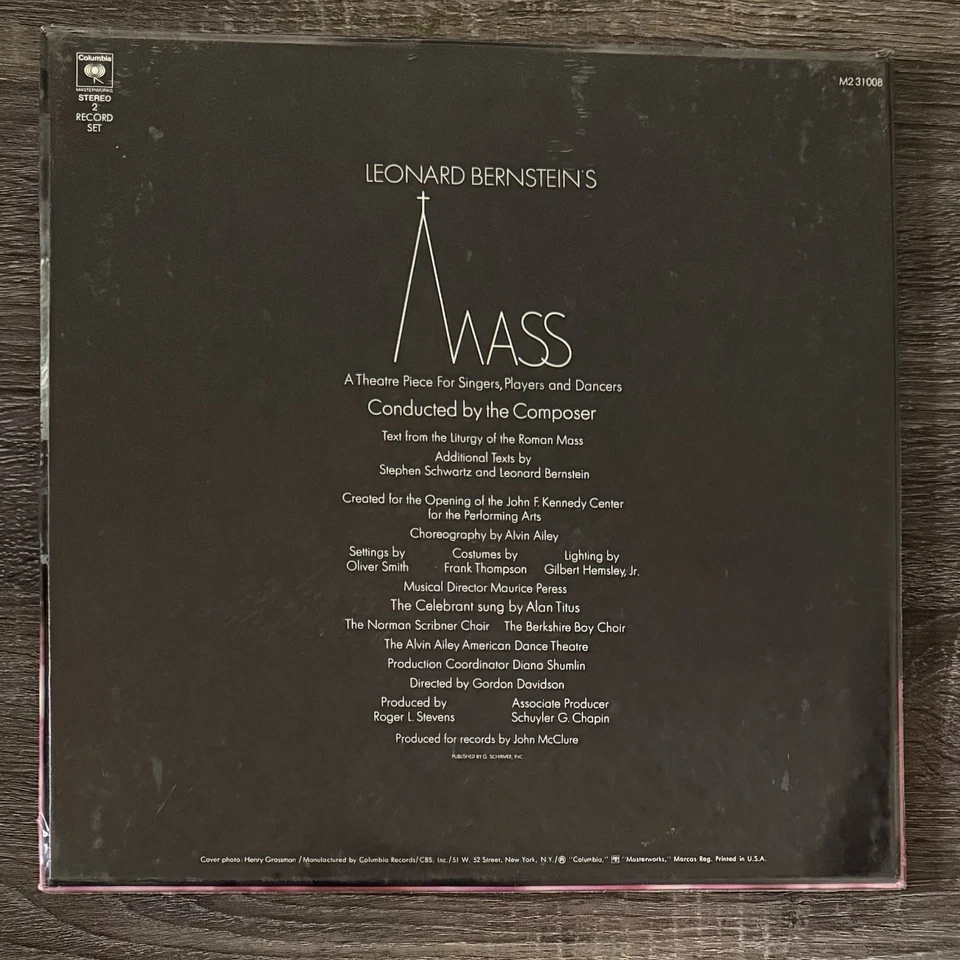 Columbia
MASTERWORKS
STEREO
2
RECORD
SET
M2 31008
LEONARD BERNSTEIN'S
MASS
A Theatre Piece For Singers, Players and Dancers
Conducted by the Composer
Text from the Liturgy of the Roman Mass
Additional Texts by
Stephen Schwartz and Leonard Bernstein
Created for the Opening of the John F. Kennedy Center
for the Performing Arts
Choreography by Alvin Ailey
Settings by Costumes by Lighting by
Oliver Smith Frank Thompson Gilbert Hemsley, Jr.
Musical Director Maurice Peress
The Celebrant sung by Alan Titus
The Norman Scribner Choir The Berkshire Boy Choir
The Alvin Ailey American Dance Theatre
Production Coordinator Diana Shumlin
Directed by Gordon Davidson
Produced by Associate Producer
Roger L. Stevens Schuyler G. Chapin
Produced for records by John McClure
PUBLISHED BY G. SCHIRMER, INC.
Cover photo: Henry Grossman / Manufactured by Columbia Records/CBS, Inc./51 W. 52 Street, New York, N.Y./Ⓟ "Columbia," "Masterworks," Marcas Reg. Printed in U.S.A.